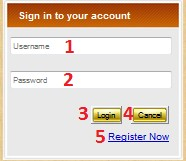 Sign in to your account
Username 1
Password 2
3 Login 4 Cancel
5 Register Now